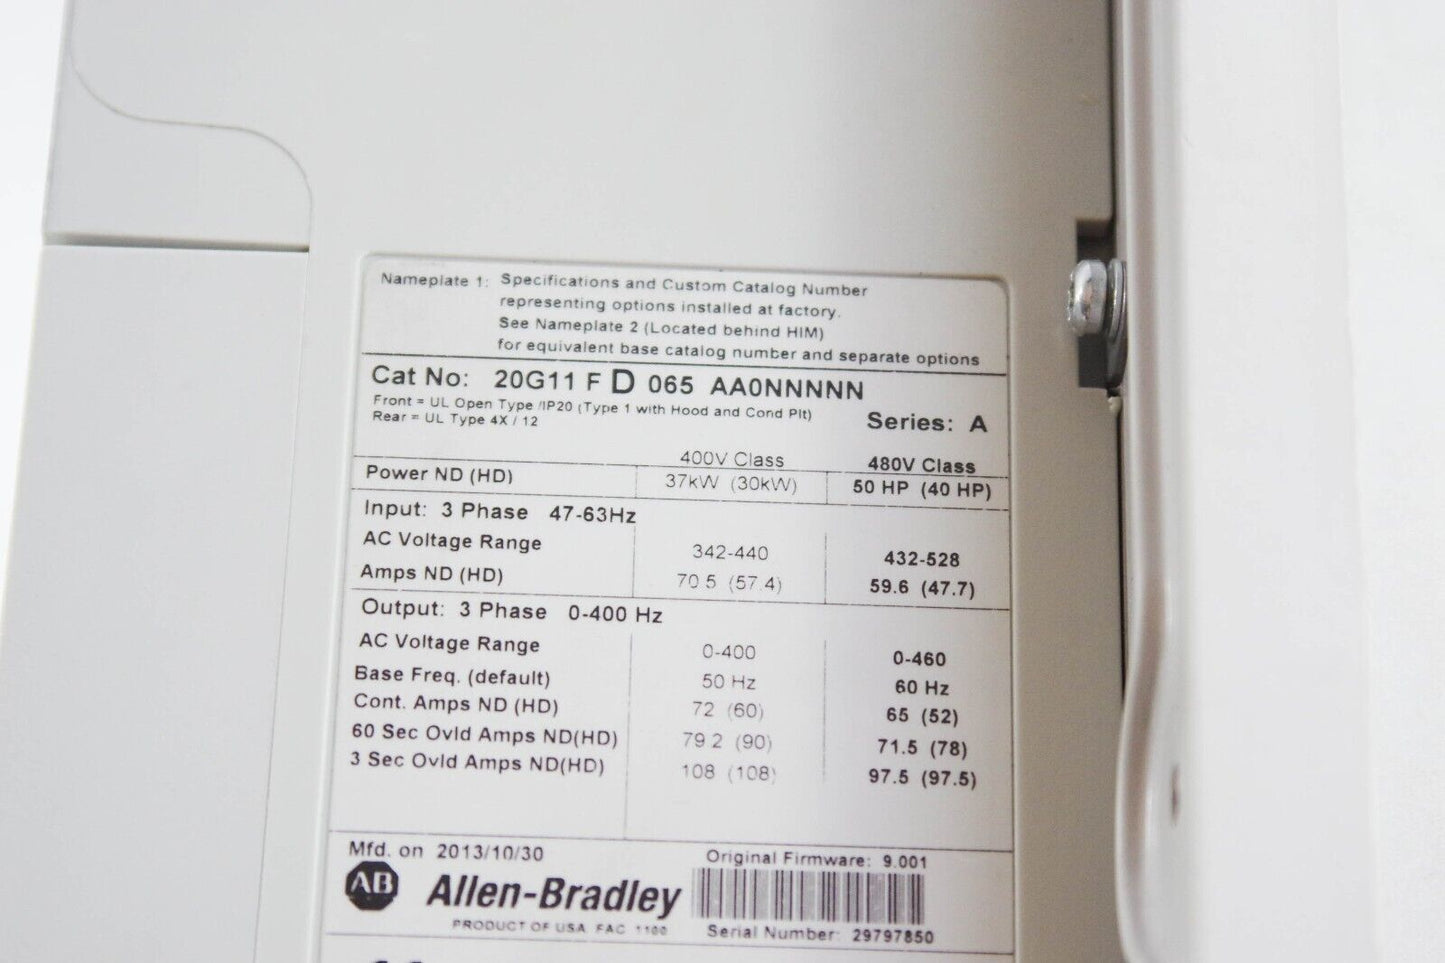 Nameplate 1: Specifications and Custom Catalog Number
representing options installed at factory.
See Nameplate 2 (Located behind HIM)
for equivalent base catalog number and separate options
Cat No: 20G11 F D 065 AA0NNNNN
Front = UL Open Type /IP20 (Type 1 with Hood and Cond Plt)
Rear = UL Type 4X / 12
Series: A
400V Class 480V Class
Power ND (HD) 37kW (30kW) 50 HP (40 HP)
Input: 3 Phase 47-63Hz
AC Voltage Range 342-440 432-528
Amps ND (HD) 70.5 (57.4) 59.6 (47.7)
Output: 3 Phase 0-400 Hz
AC Voltage Range 0-400 0-460
Base Freq. (default) 50 Hz 60 Hz
Cont. Amps ND (HD) 72 (60) 65 (52)
60 Sec Ovld Amps ND(HD) 79.2 (90) 71.5 (78)
3 Sec Ovld Amps ND(HD) 108 (108) 97.5 (97.5)
Mfd. on 2013/10/30 Original Firmware: 9.001
AB Allen-Bradley
PRODUCT OF USA FAC 1100 Serial Number: 29797850